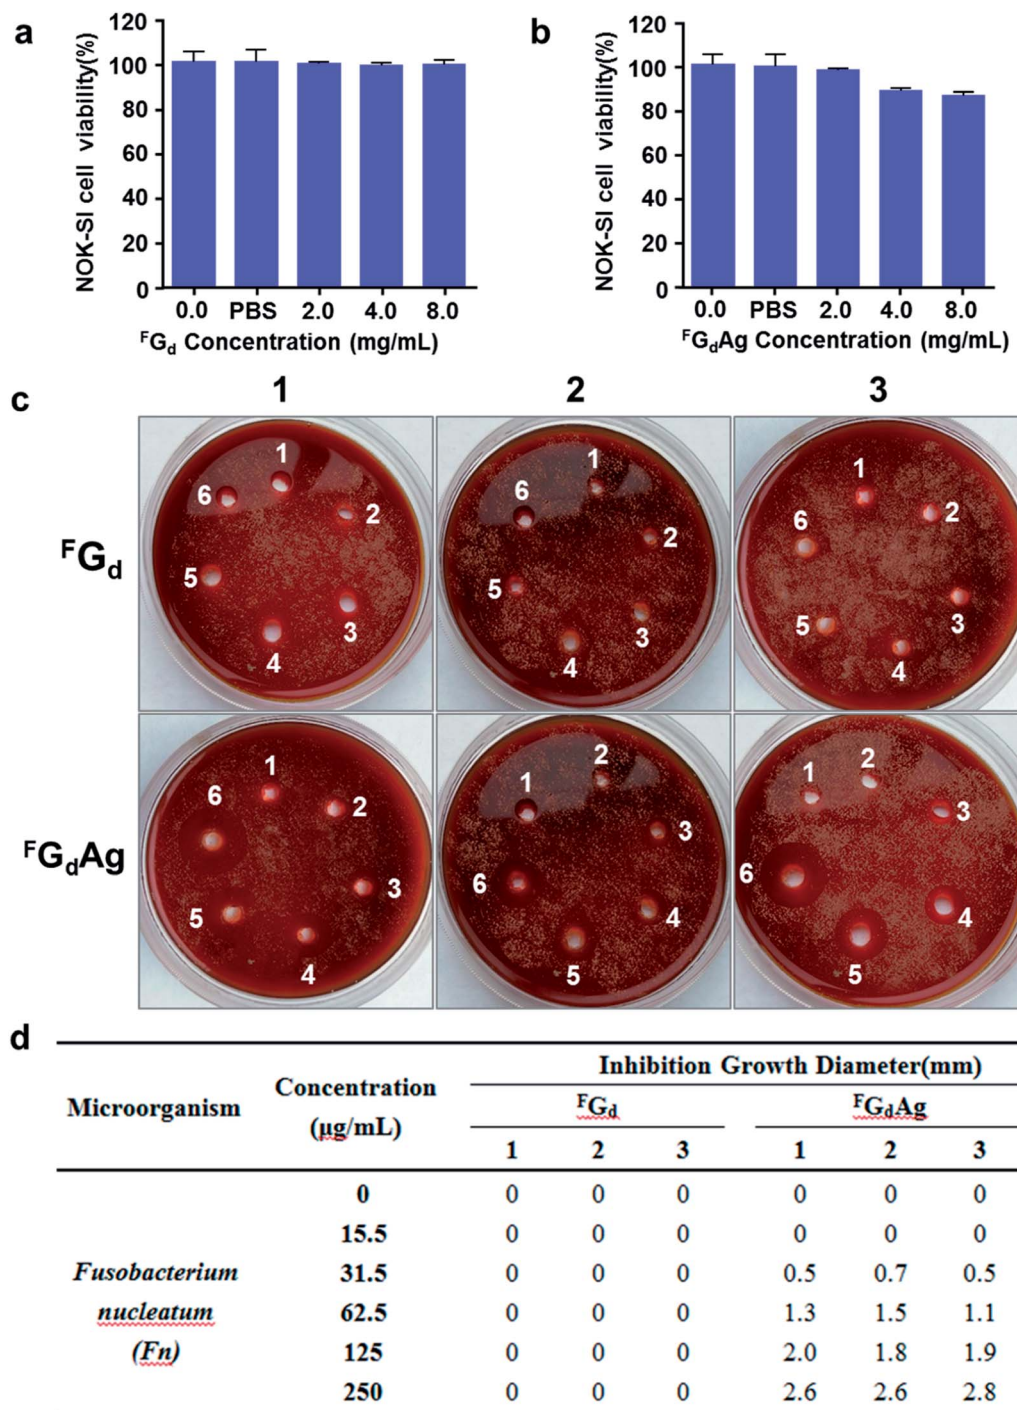 a
120
100
80
60
40
20
0
NOK-SI cell viability(%)
0.0 PBS 2.0 4.0 8.0
FGd Concentration (mg/mL)
b
120
100
80
60
40
20
0
NOK-SI cell viability(%)
0.0 PBS 2.0 4.0 8.0
FGdAg Concentration (mg/mL)
c
1 2 3
FGd
1
2
3
4
5
6
1
2
3
4
5
6
1
2
3
4
5
6
FGdAg
1
2
3
4
5
6
1
2
3
4
5
6
1
2
3
4
5
6
d
Microorganism Concentration (μg/mL) Inhibition Growth Diameter(mm)
FGd FGdAg
1 2 3 1 2 3
0 0 0 0 0 0 0
15.5 0 0 0 0 0 0
Fusobacterium 31.5 0 0 0 0.5 0.7 0.5
nucleatum 62.5 0 0 0 1.3 1.5 1.1
(Fn) 125 0 0 0 2.0 1.8 1.9
250 0 0 0 2.6 2.6 2.8